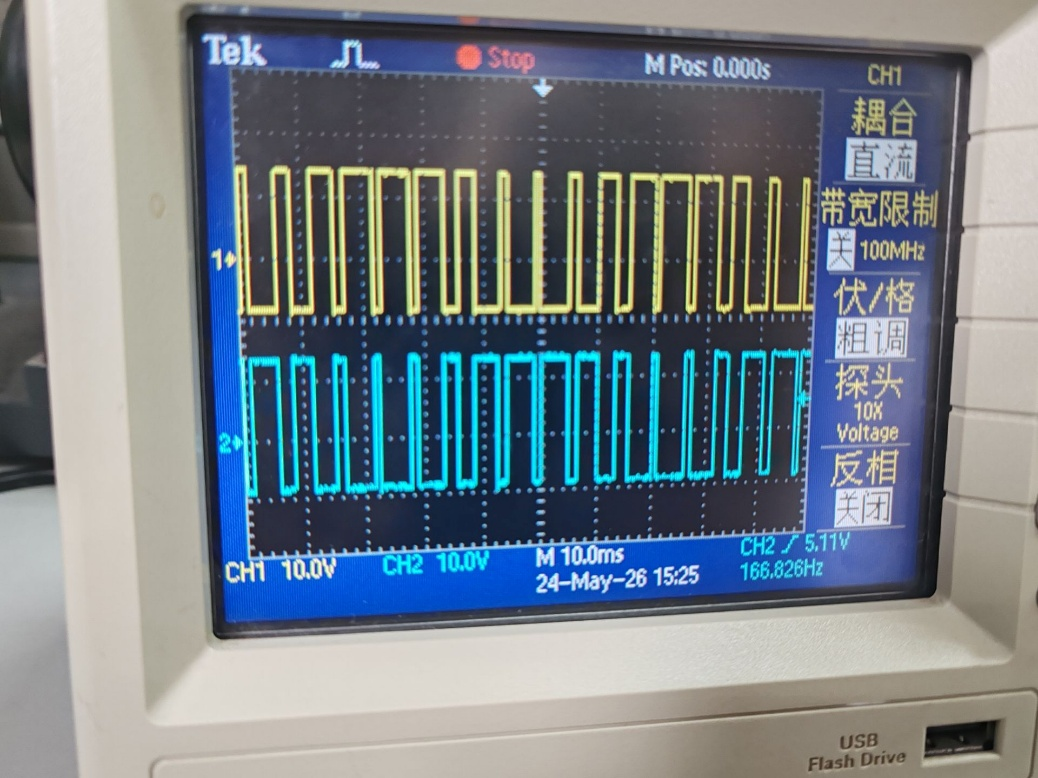 Tek
Stop
M Pos: 0.000s
CH1
耦合
直流
带宽限制
关 100MHz
伏/格
粗调
探头
10X
Voltage
反相
关闭
1
2
CH1 10.0V
CH2 10.0V
M 10.0ms
CH2 / 5.11V
24-May-26 15:25
166.826Hz
USB
Flash Drive